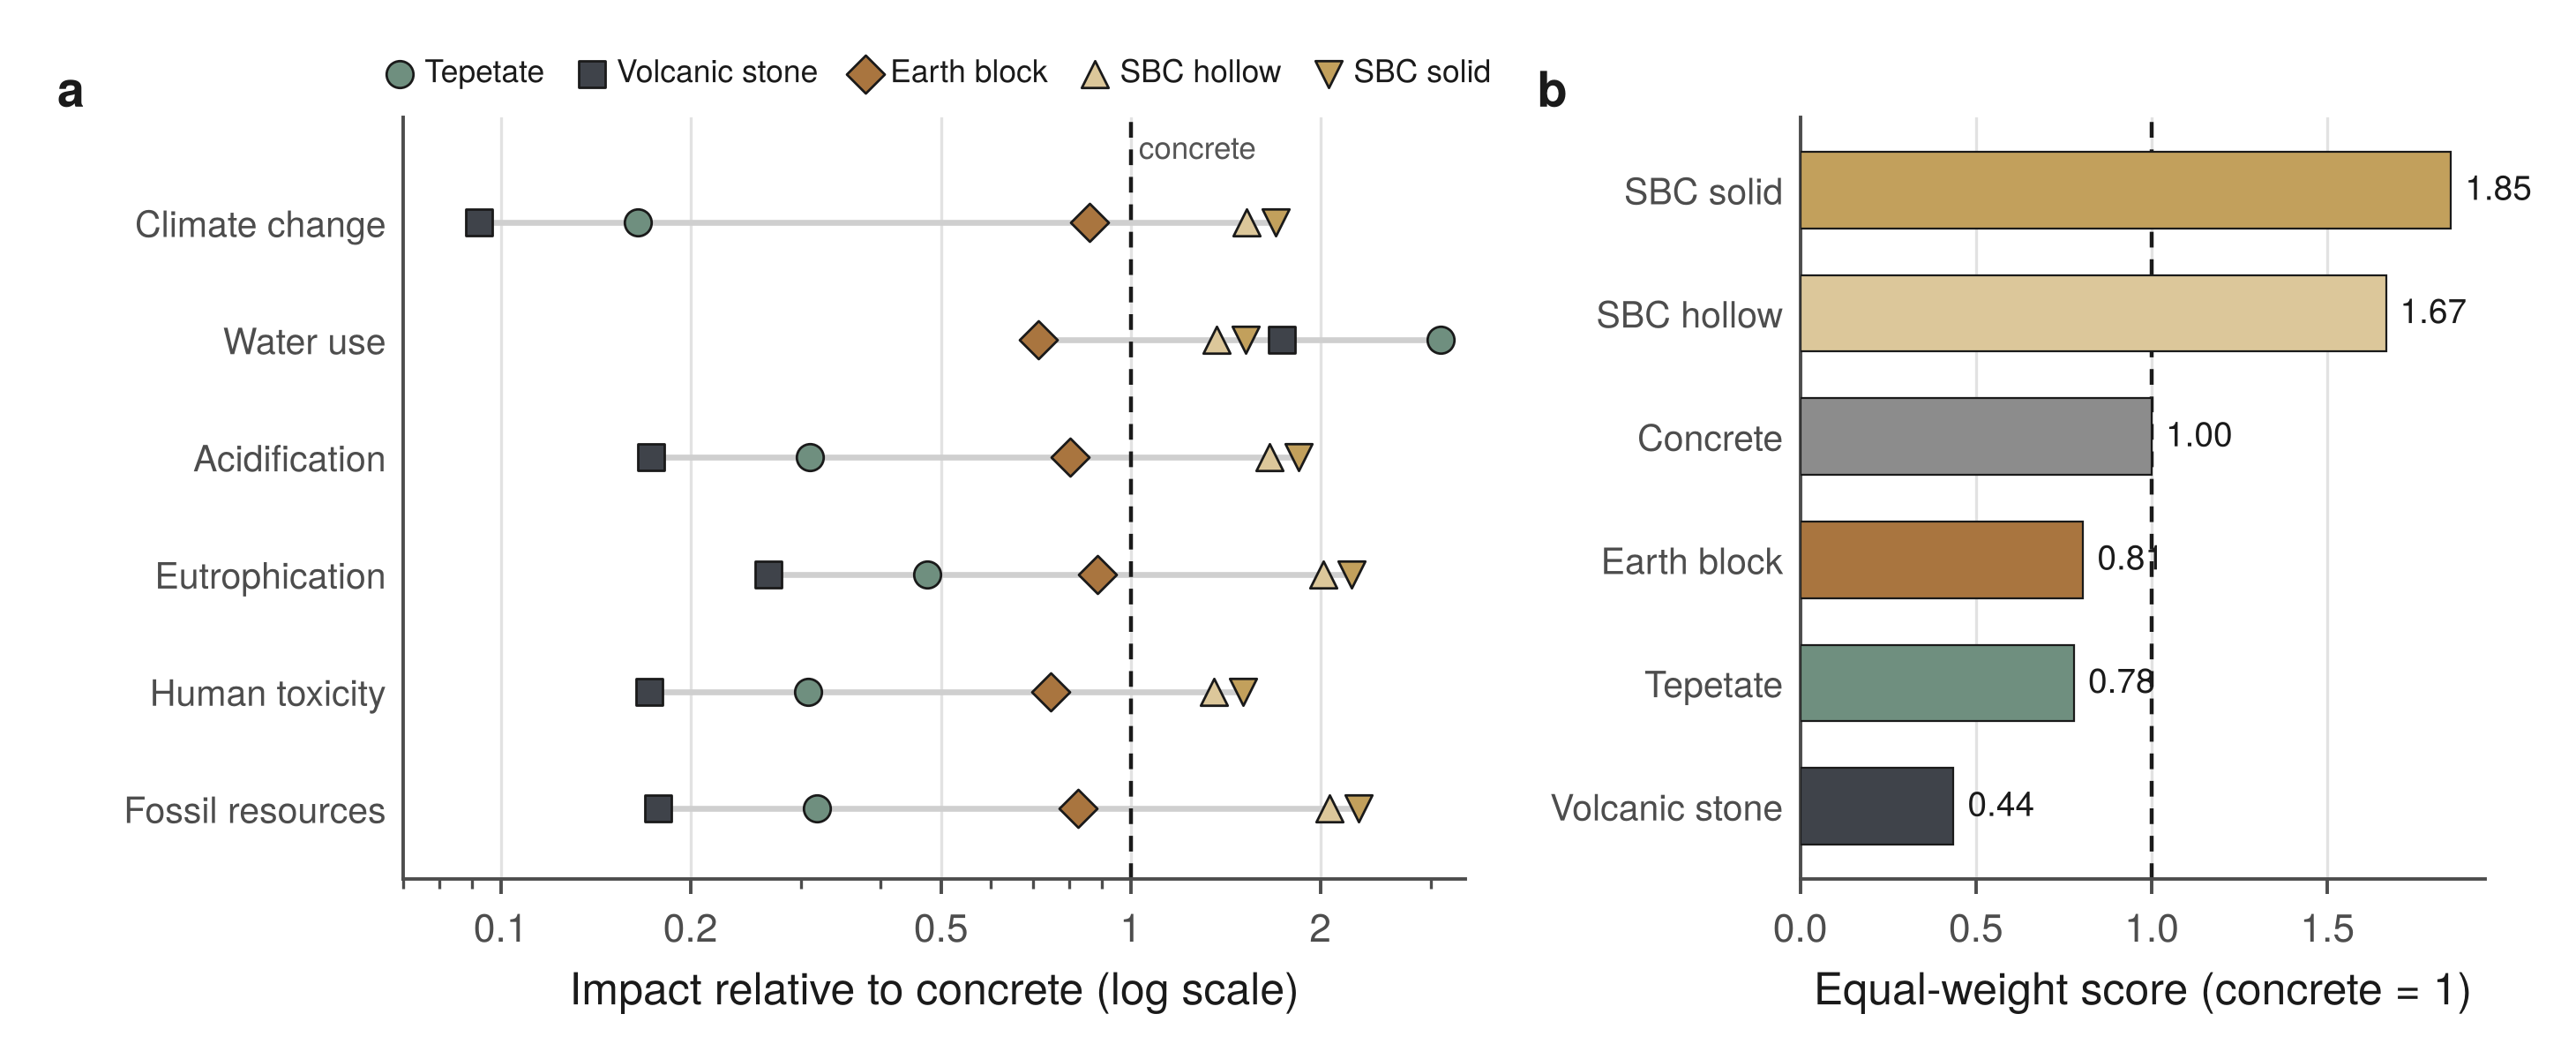 a
Tepetate
Volcanic stone
Earth block
SBC hollow
SBC solid
concrete
Climate change
Water use
Acidification
Eutrophication
Human toxicity
Fossil resources
0.1 0.2 0.5 1 2
Impact relative to concrete (log scale)
b
SBC solid 1.85
SBC hollow 1.67
Concrete 1.00
Earth block 0.81
Tepetate 0.78
Volcanic stone 0.44
0.0 0.5 1.0 1.5
Equal-weight score (concrete = 1)